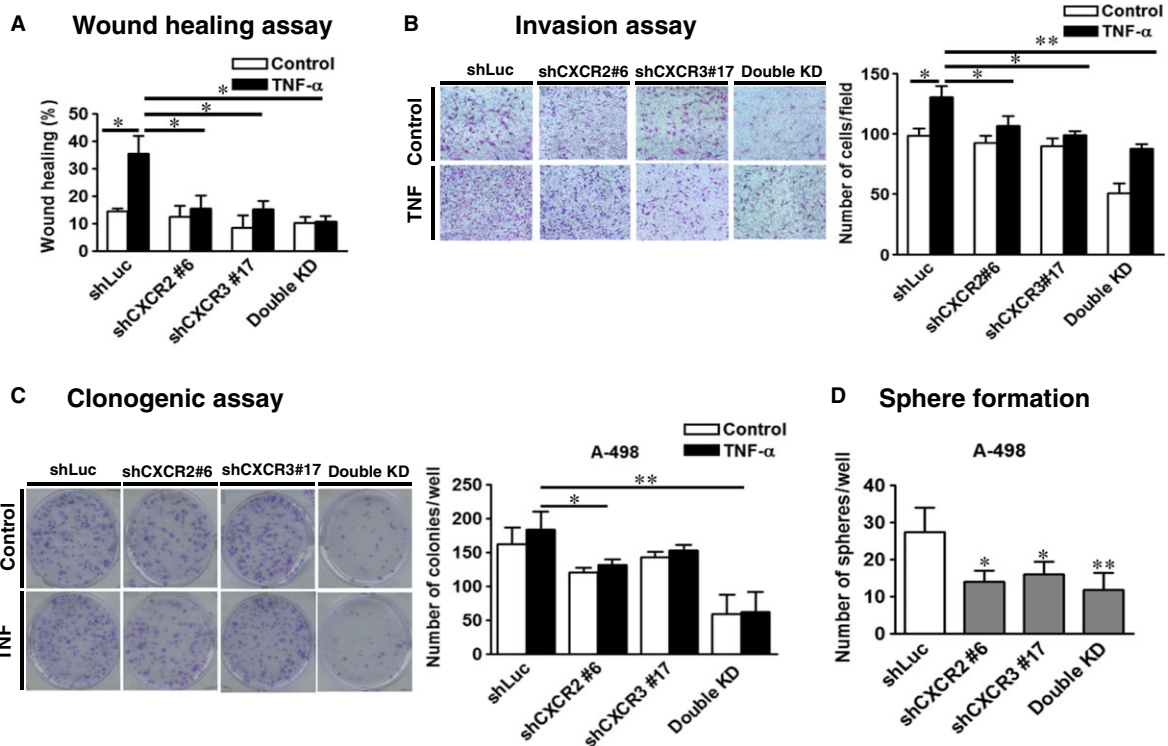 A Wound healing assay
Control
TNF-α
Wound healing (%)
50
40
30
20
10
0
*
*
*
*
shLuc
shCXCR2 #6
shCXCR3 #17
Double KD
B Invasion assay
shLuc shCXCR2#6 shCXCR3#17 Double KD
Control
TNF
Control
TNF-α
Number of cells/field
150
100
50
0
**
*
*
*
shLuc
shCXCR2#6
shCXCR3#17
Double KD
C Clonogenic assay
shLuc shCXCR2#6 shCXCR3#17 Double KD
Control
TNF
A-498
Control
TNF-α
Number of colonies/well
250
200
150
100
50
0
**
*
shLuc
shCXCR2 #6
shCXCR3 #17
Double KD
D Sphere formation
A-498
Number of spheres/well
40
30
20
10
0
* * **
shLuc
shCXCR2 #6
shCXCR3 #17
Double KD